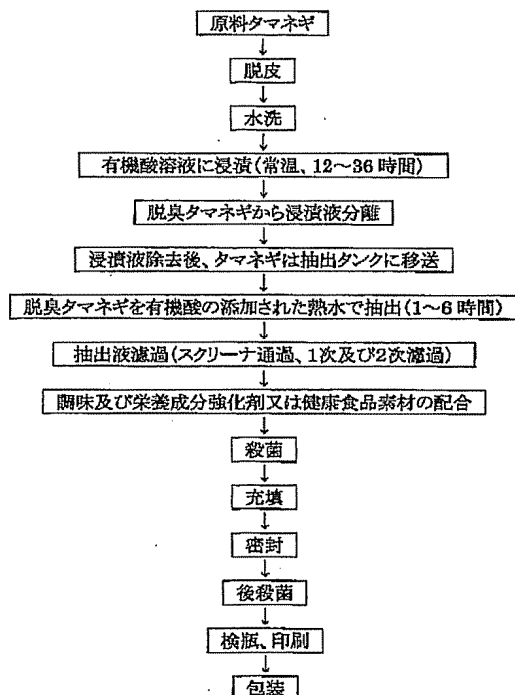 原料タマネギ
脱皮
水洗
有機酸溶液に浸漬(常温、12~36時間)
脱臭タマネギから浸漬液分離
浸漬液除去後、タマネギは抽出タンクに移送
脱臭タマネギを有機酸の添加された熱水で抽出(1~6時間)
抽出液濾過(スクリーナ通過、1次及び2次濾過)
調味及び栄養成分強化剤又は健康食品素材の配合
殺菌
充填
密封
後殺菌
検瓶、印刷
包装